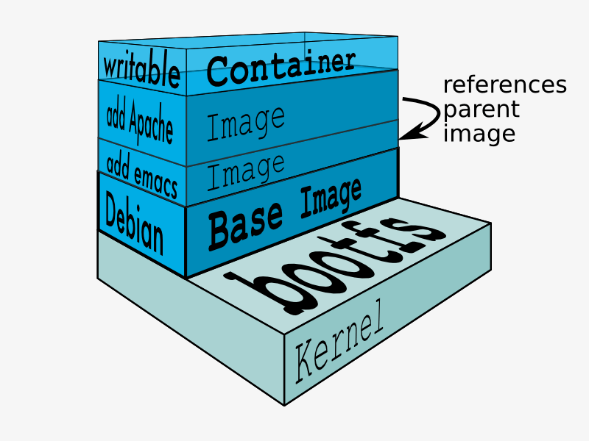 writable Container
add Apache Image
add emacs Image
Debian Base Image
bootfs
Kernel
references
parent
image